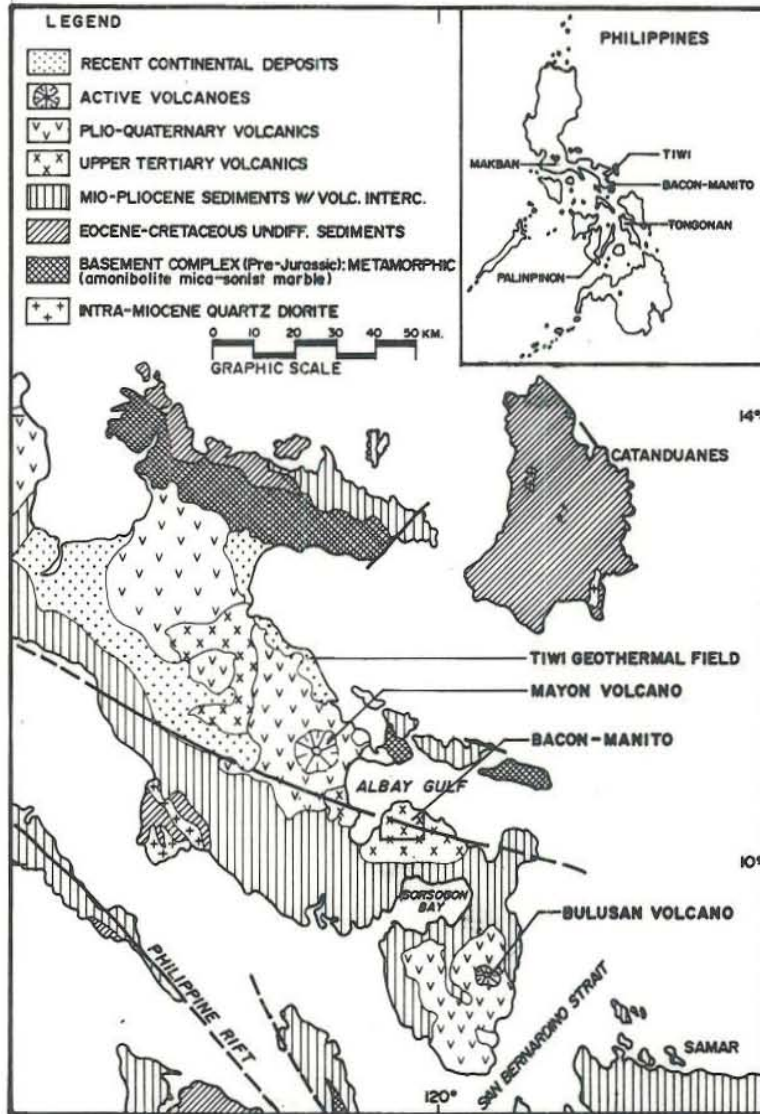 LEGEND
RECENT CONTINENTAL DEPOSITS
ACTIVE VOLCANOES
PLIO-QUATERNARY VOLCANICS
UPPER TERTIARY VOLCANICS
MIO-PLIOCENE SEDIMENTS W/ VOLC. INTERC.
EOCENE-CRETACEOUS UNDIFF. SEDIMENTS
BASEMENT COMPLEX (Pre-Jurassic): METAMORPHIC
(amonibolite mica-sonist marble)
INTRA-MIOCENE QUARTZ DIORITE
0 10 20 30 40 50 KM.
GRAPHIC SCALE
PHILIPPINES
MAKBAN
TIWI
BACON-MANITO
TONGONAN
PALINPINON
14°
CATANDUANES
TIWI GEOTHERMAL FIELD
MAYON VOLCANO
BACON-MANITO
ALBAY GULF
10°
SORSOGON
BAY
BULUSAN VOLCANO
PHILIPPINE RIFT
SAN BERNARDINO STRAIT
SAMAR
120°